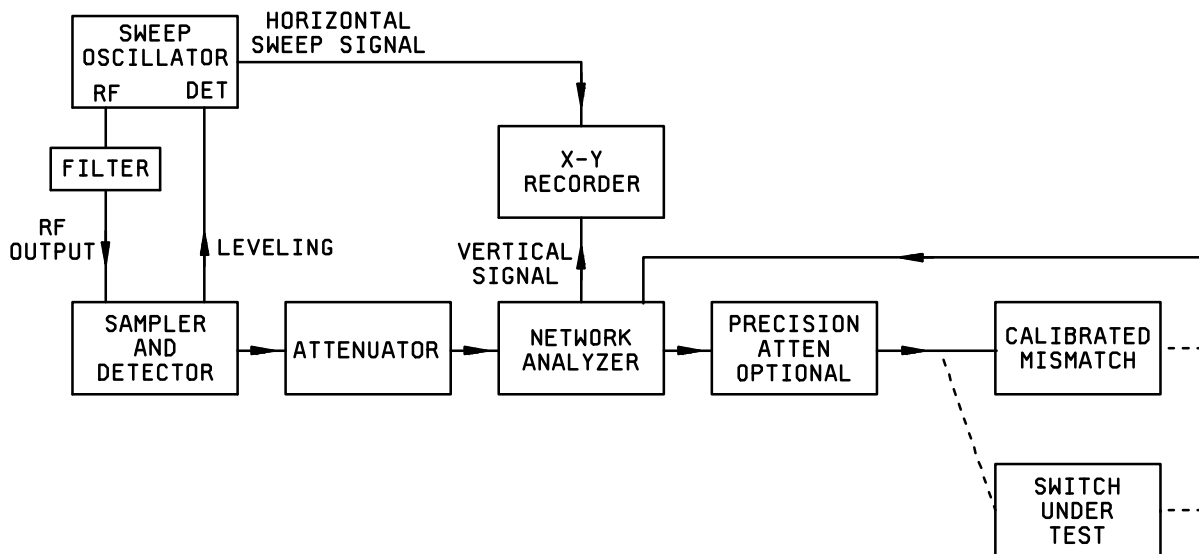 SWEEP
OSCILLATOR
RF DET
HORIZONTAL
SWEEP SIGNAL
FILTER
X-Y
RECORDER
RF
OUTPUT
LEVELING
VERTICAL
SIGNAL
SAMPLER
AND
DETECTOR
ATTENUATOR
NETWORK
ANALYZER
PRECISION
ATTEN
OPTIONAL
CALIBRATED
MISMATCH
SWITCH
UNDER
TEST